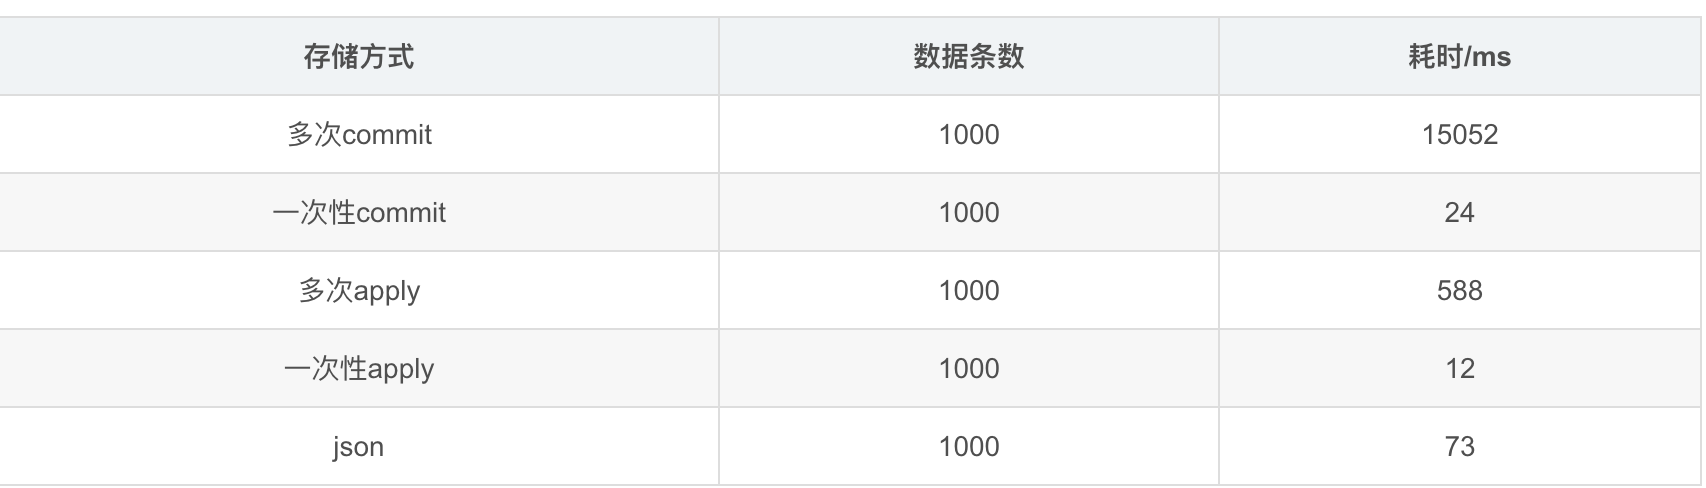 存储方式 数据条数 耗时/ms
多次commit 1000 15052
一次性commit 1000 24
多次apply 1000 588
一次性apply 1000 12
json 1000 73